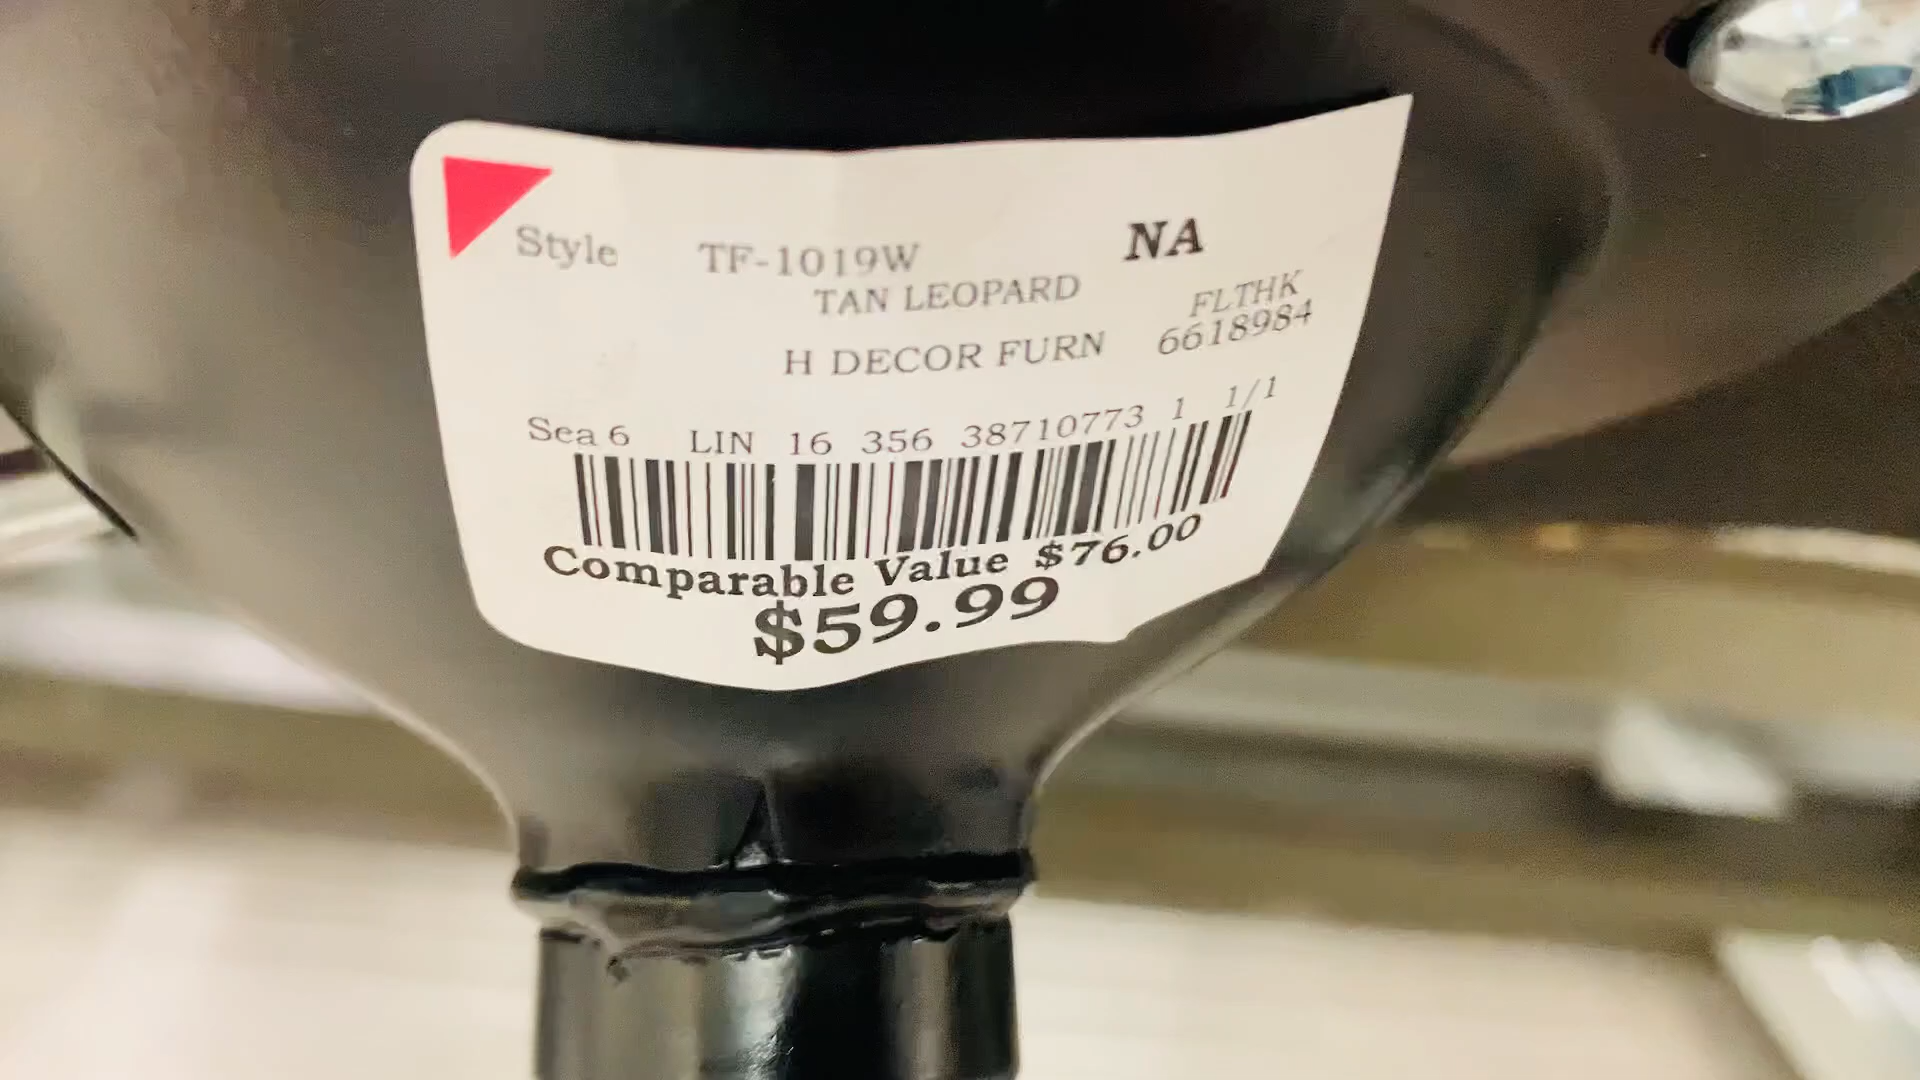 Style TF-1019W NA
TAN LEOPARD FLTHK
H DECOR FURN 6618984
Sea 6 LIN 16 356 38710773 1 1/1
Comparable Value $76.00
$59.99